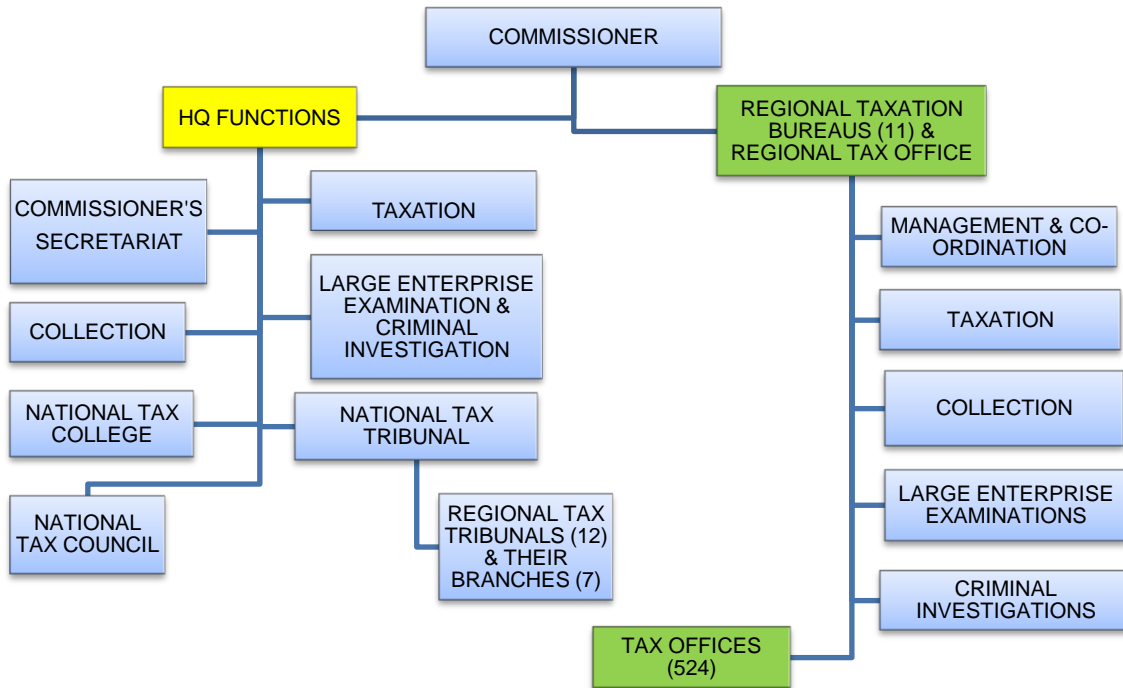 COMMISSIONER
HQ FUNCTIONS
REGIONAL TAXATION
BUREAUS (11) &
REGIONAL TAX OFFICE
COMMISSIONER'S
SECRETARIAT
TAXATION
COLLECTION
LARGE ENTERPRISE
EXAMINATION &
CRIMINAL
INVESTIGATION
NATIONAL TAX
COLLEGE
NATIONAL TAX
TRIBUNAL
NATIONAL
TAX COUNCIL
REGIONAL TAX
TRIBUNALS (12)
& THEIR
BRANCHES (7)
MANAGEMENT & CO-
ORDINATION
TAXATION
COLLECTION
LARGE ENTERPRISE
EXAMINATIONS
CRIMINAL
INVESTIGATIONS
TAX OFFICES
(524)